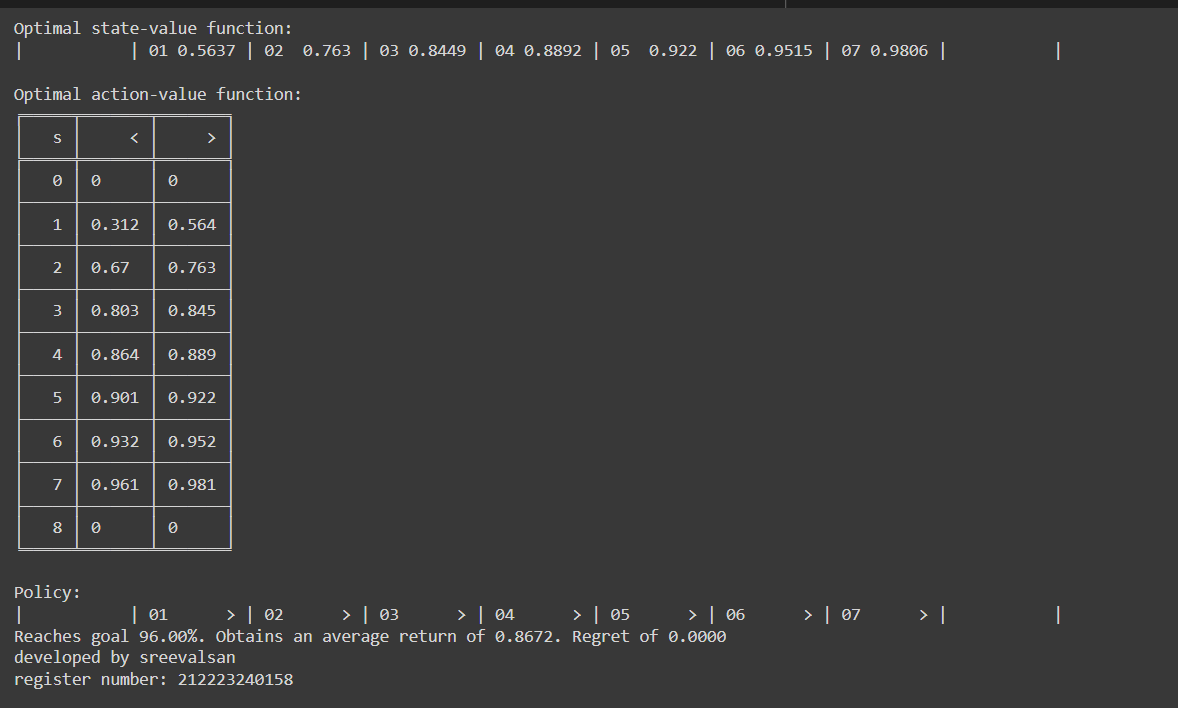 Optimal state-value function:
|           | 01 0.5637 | 02  0.763 | 03 0.8449 | 04 0.8892 | 05  0.922 | 06 0.9515 | 07 0.9806 |           |
Optimal action-value function:
s < >
0 0 0
1 0.312 0.564
2 0.67 0.763
3 0.803 0.845
4 0.864 0.889
5 0.901 0.922
6 0.932 0.952
7 0.961 0.981
8 0 0
Policy:
|           | 01      > | 02      > | 03      > | 04      > | 05      > | 06      > | 07      > |           |
Reaches goal 96.00%. Obtains an average return of 0.8672. Regret of 0.0000
developed by sreevalsan
register number: 212223240158